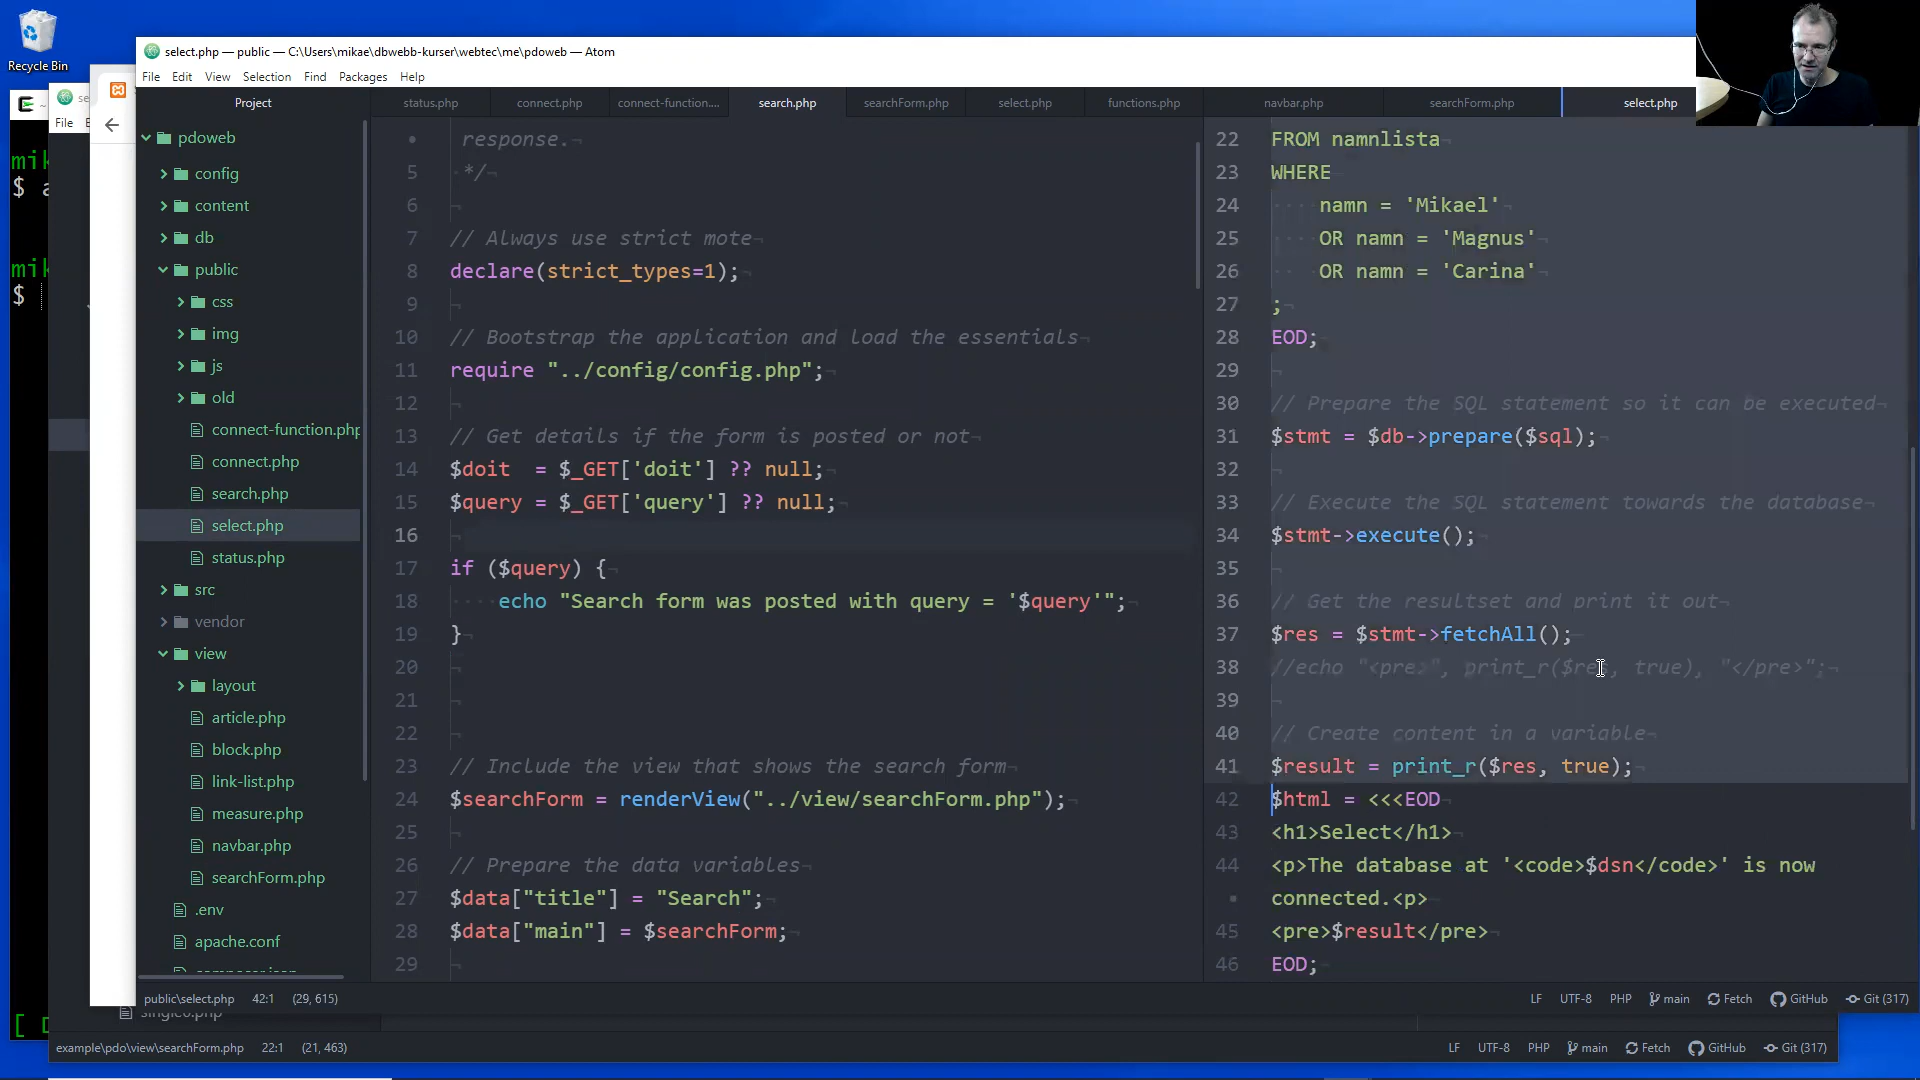 Recycle Bin
select.php — public — C:\Users\mikae\dbwebb-kurser\webtec\me\pdoweb — Atom
File Edit View Selection Find Packages Help
File
Project
status.php connect.php connect-function.... search.php searchForm.php select.php functions.php navbar.php searchForm.php select.php
pdoweb
config
content
db
public
css
img
js
old
connect-function.php
connect.php
search.php
select.php
status.php
src
vendor
view
layout
article.php
block.php
link-list.php
measure.php
navbar.php
searchForm.php
.env
apache.conf
composer.json
response.
5 */
6
7 // Always use strict mote
8 declare(strict_types=1);
9
10 // Bootstrap the application and load the essentials
11 require "../config/config.php";
12
13 // Get details if the form is posted or not
14 $doit  = $_GET['doit'] ?? null;
15 $query = $_GET['query'] ?? null;
16
17 if ($query) {
18     echo "Search form was posted with query = '$query'";
19 }
20
21
22
23 // Include the view that shows the search form
24 $searchForm = renderView("../view/searchForm.php");
25
26 // Prepare the data variables
27 $data["title"] = "Search";
28 $data["main"] = $searchForm;
29
22 FROM namnlista
23 WHERE
24     namn = 'Mikael'
25     OR namn = 'Magnus'
26     OR namn = 'Carina'
27 ;
28 EOD;
29
30 // Prepare the SQL statement so it can be executed
31 $stmt = $db->prepare($sql);
32
33 // Execute the SQL statement towards the database
34 $stmt->execute();
35
36 // Get the resultset and print it out
37 $res = $stmt->fetchAll();
38 //echo "<pre>", print_r($res, true), "</pre>";
39
40 // Create content in a variable
41 $result = print_r($res, true);
42 $html = <<<EOD
43 <h1>Select</h1>
44 <p>The database at '<code>$dsn</code>' is now
connected.<p>
45 <pre>$result</pre>
46 EOD;
public\select.php 42:1 (29, 615) LF UTF-8 PHP main Fetch GitHub Git (317)
example\pdo\view\searchForm.php 22:1 (21, 463) LF UTF-8 PHP main Fetch GitHub Git (317)